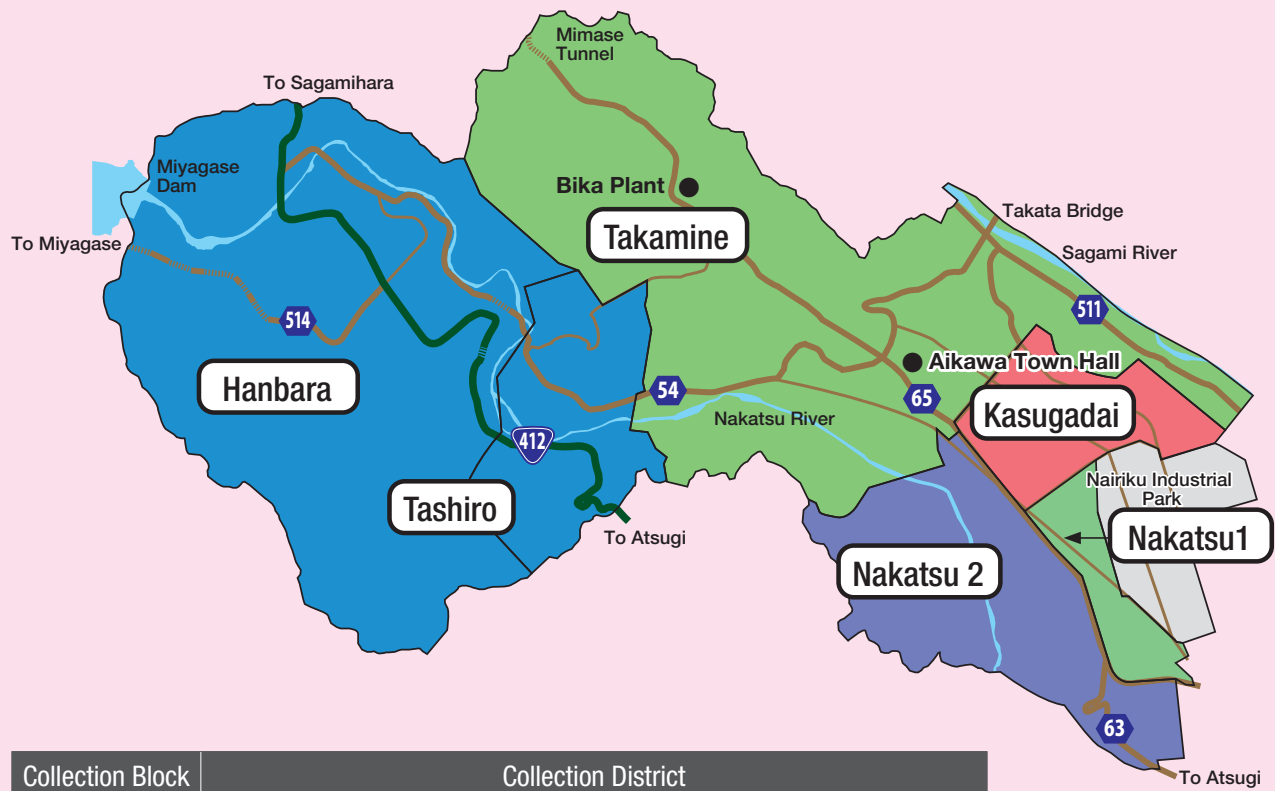 Mimase
Tunnel
To Sagamihara
Miyagase
Dam
Bika Plant
Takata Bridge
To Miyagase
Takamine
Sagami River
514
511
Hanbara
54
Aikawa Town Hall
65
Kasugadai
Nakatsu River
412
Tashiro
Nairiku Industrial
Park
To Atsugi
Nakatsu1
Nakatsu 2
63
To Atsugi
Collection Block
Collection District